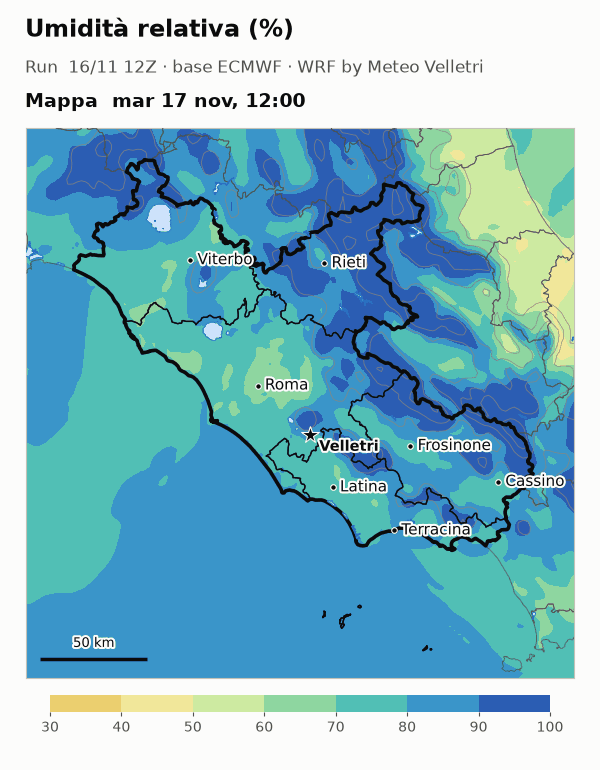 Umidità relativa (%)
Run 16/11 12Z · base ECMWF · WRF by Meteo Velletri
Mappa mar 17 nov, 12:00
Viterbo
Rieti
Roma
Velletri
Frosinone
Cassino
Latina
Terracina
50 km
30 40 50 60 70 80 90 100